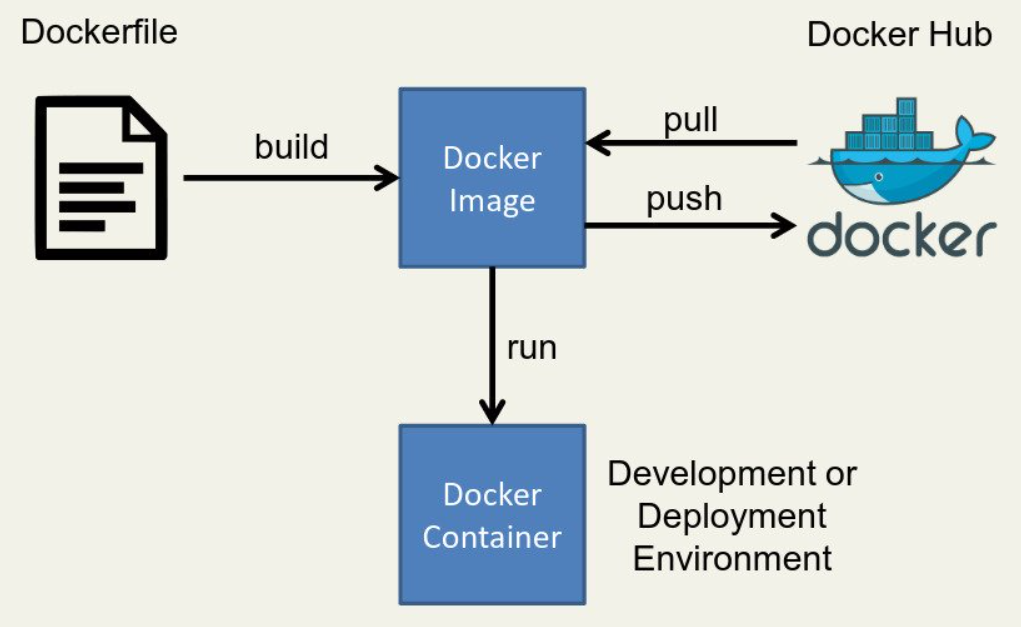 Dockerfile
Docker Hub
build
Docker
Image
pull
push
docker
run
Docker
Container
Development or
Deployment
Environment